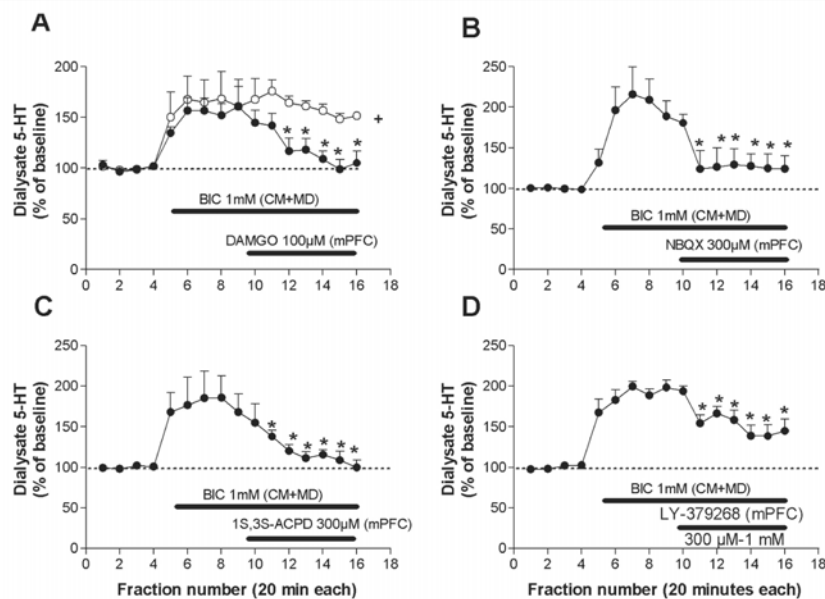 A
Dialysate 5-HT
(% of baseline)
200
150
100
50
0
* * * * *
+
BIC 1mM (CM+MD)
DAMGO 100µM (mPFC)
0 2 4 6 8 10 12 14 16 18
B
Dialysate 5-HT
(% of baseline)
250
200
150
100
50
0
* * * * * *
BIC 1mM (CM+MD)
NBQX 300µM (mPFC)
0 2 4 6 8 10 12 14 16 18
C
Dialysate 5-HT
(% of baseline)
250
200
150
100
50
0
* * * * * *
BIC 1mM (CM+MD)
1S,3S-ACPD 300µM (mPFC)
0 2 4 6 8 10 12 14 16 18
Fraction number (20 min each)
D
Dialysate 5-HT
(% of baseline)
250
200
150
100
50
0
* * * * * *
BIC 1mM (CM+MD)
LY-379268 (mPFC)
300 µM-1 mM
0 2 4 6 8 10 12 14 16 18
Fraction number (20 minutes each)